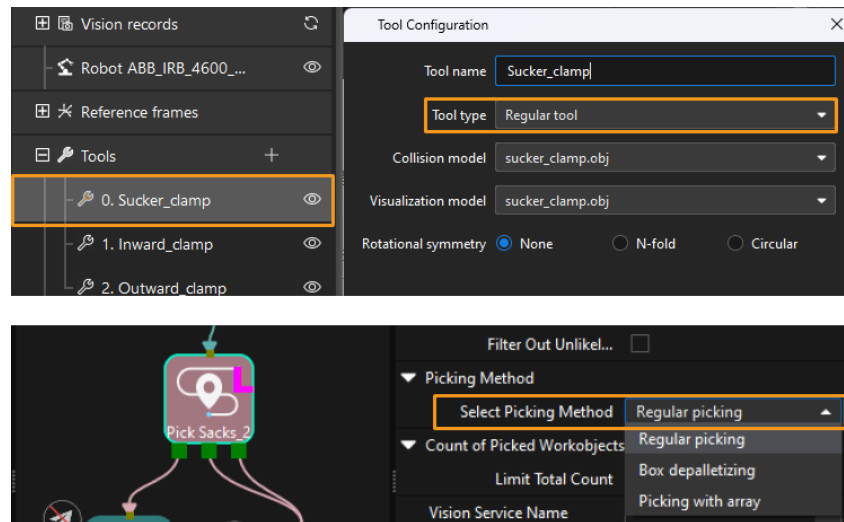 Vision records
Robot ABB_IRB_4600_...
Reference frames
Tools
0. Sucker_clamp
1. Inward_clamp
2. Outward_clamp
Tool Configuration
Tool name Sucker_clamp
Tool type Regular tool
Collision model sucker_clamp.obj
Visualization model sucker_clamp.obj
Rotational symmetry None N-fold Circular
Pick Sacks_2
Filter Out Unlikel...
Picking Method
Select Picking Method Regular picking
Regular picking
Count of Picked Workobjects
Box depalletizing
Limit Total Count
Picking with array
Vision Service Name